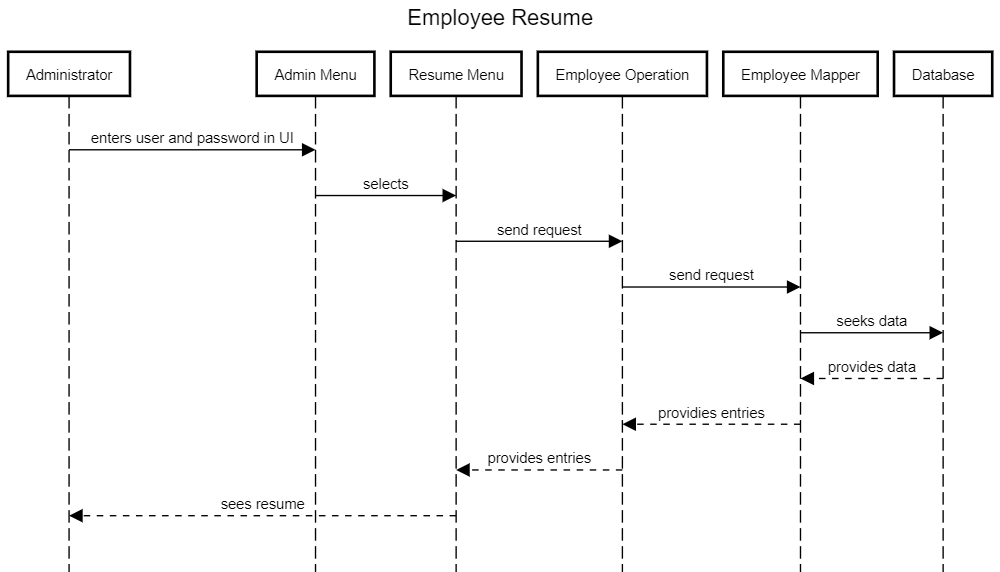 Employee Resume
Administrator
Admin Menu
Resume Menu
Employee Operation
Employee Mapper
Database
enters user and password in UI
selects
send request
send request
seeks data
provides data
providies entries
provides entries
sees resume